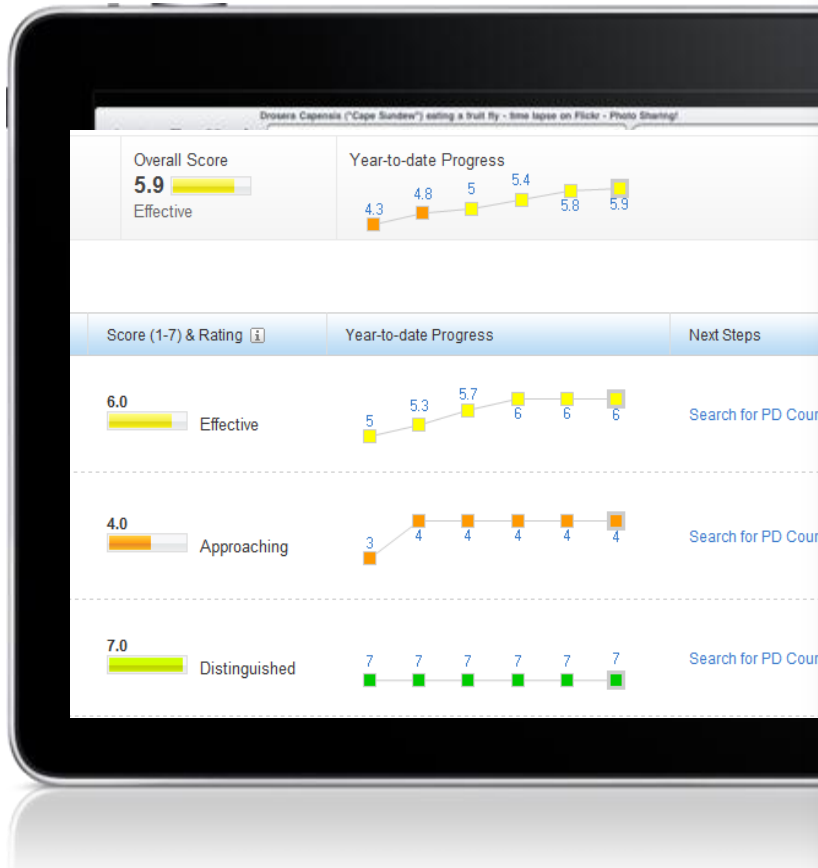 Drosera Capensis ("Cape Sundew") eating a fruit fly - time lapse on Flickr - Photo Sharing!
Overall Score
Year-to-date Progress
5.9
Effective
4.3 4.8 5 5.4 5.8 5.9
Score (1-7) & Rating i Year-to-date Progress Next Steps
6.0
Effective
5 5.3 5.7 6 6 6
Search for PD Cour
4.0
Approaching
3 4 4 4 4 4
Search for PD Cour
7.0
Distinguished
7 7 7 7 7 7
Search for PD Cour